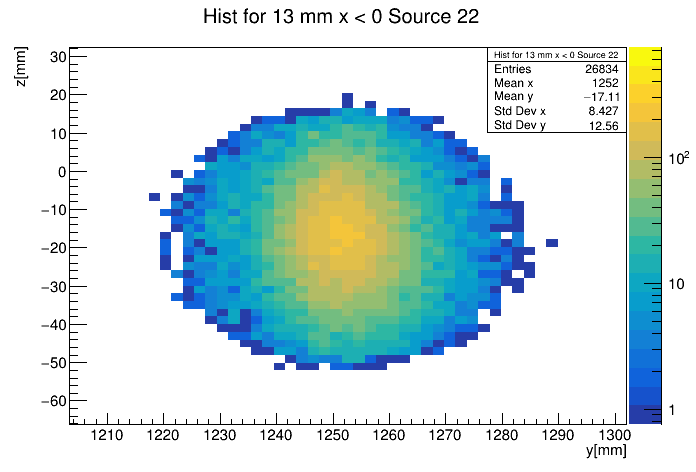 Hist for 13 mm x < 0 Source 22
z[mm]
30
20
10
0
−10
−20
−30
−40
−50
−60
Hist for 13 mm x < 0 Source 22
Entries 26834
Mean x 1252
Mean y −17.11
Std Dev x 8.427
Std Dev y 12.56
10²
10
1
1210 1220 1230 1240 1250 1260 1270 1280 1290 1300
y[mm]